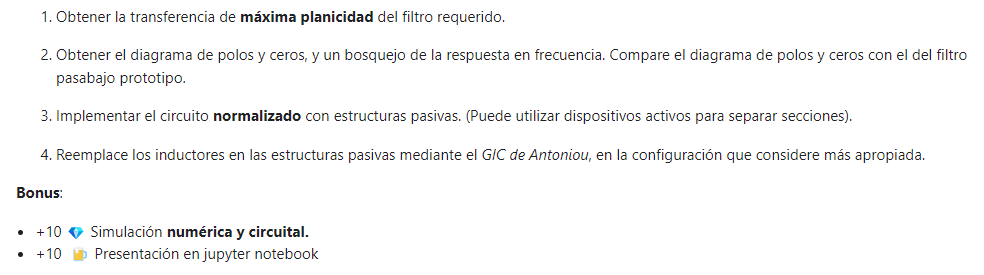 1. Obtener la transferencia de máxima planicidad del filtro requerido.
2. Obtener el diagrama de polos y ceros, y un bosquejo de la respuesta en frecuencia. Compare el diagrama de polos y ceros con el del filtro
pasabajo prototipo.
3. Implementar el circuito normalizado con estructuras pasivas. (Puede utilizar dispositivos activos para separar secciones).
4. Reemplace los inductores en las estructuras pasivas mediante el GIC de Antoniou, en la configuración que considere más apropiada.
Bonus:
• +10 💎 Simulación numérica y circuital.
• +10 🍺 Presentación en jupyter notebook